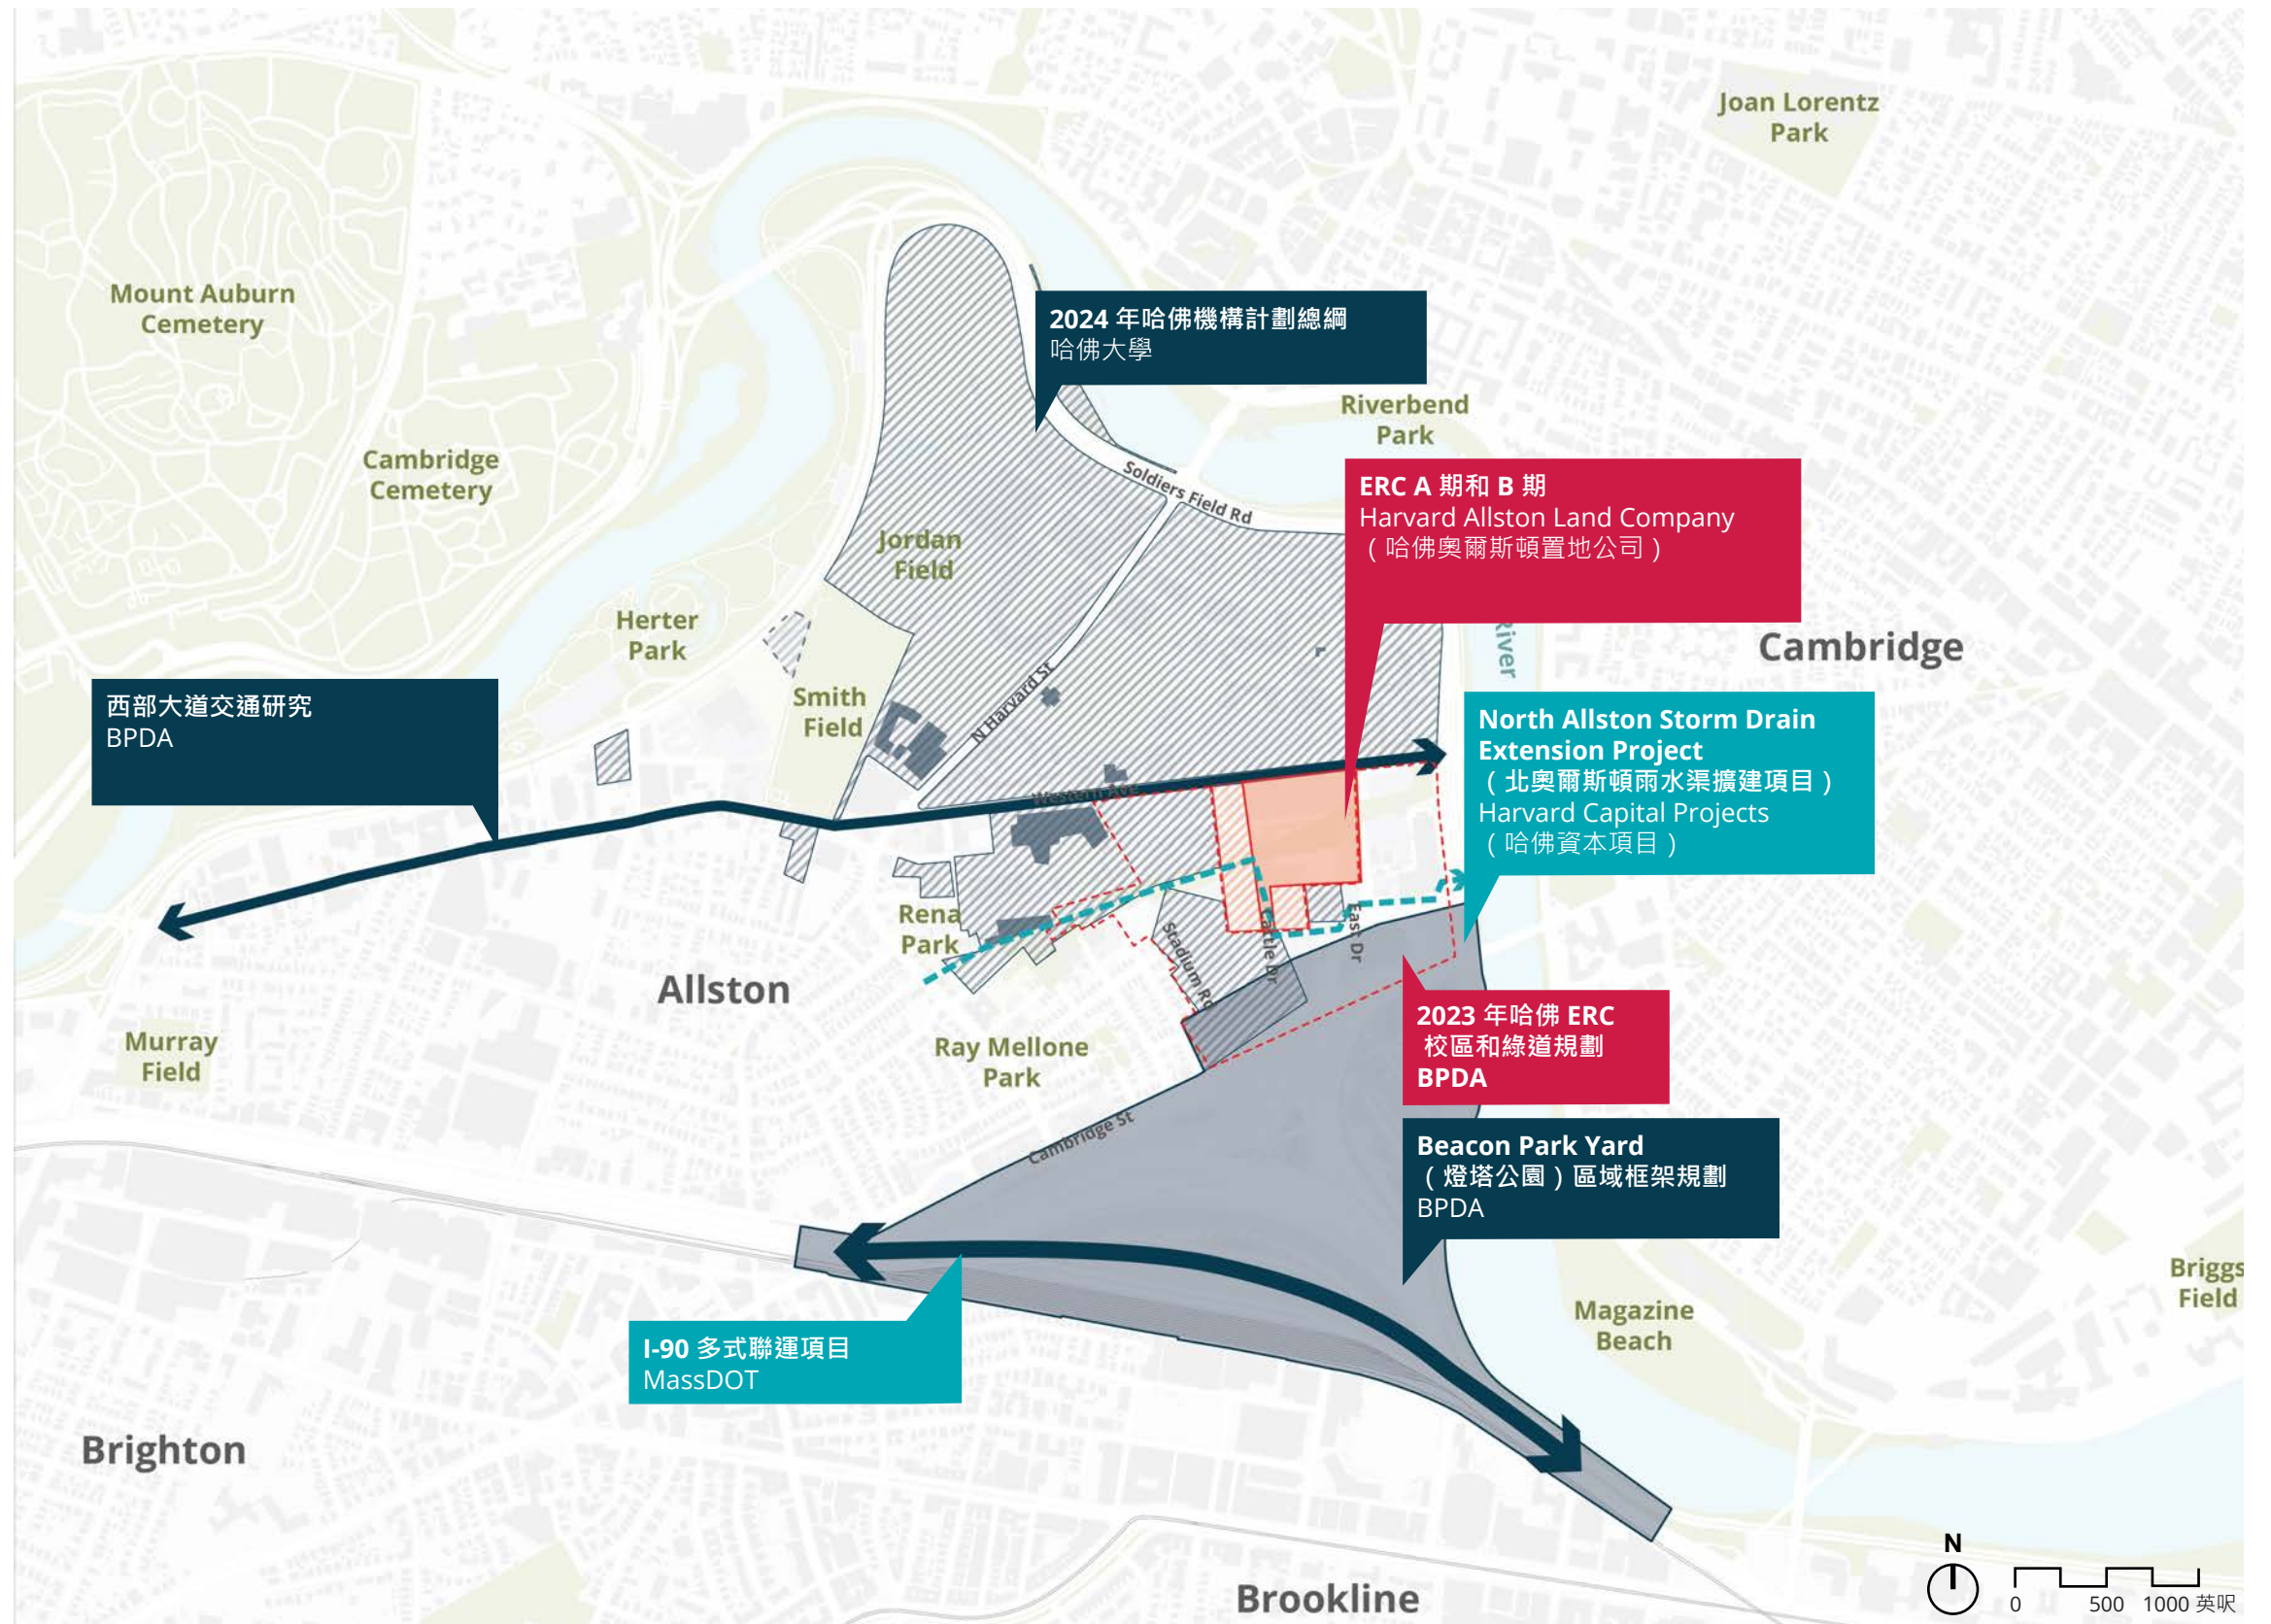 Joan Lorentz
Park
Mount Auburn
Cemetery
2024 年哈佛機構計劃總綱
哈佛大學
Riverbend
Park
Cambridge
Cemetery
Soldiers Field Rd
ERC A 期和 B 期
Harvard Allston Land Company
（哈佛奧爾斯頓置地公司）
Jordan
Field
Herter
Park
River
Cambridge
Smith
Field
N Harvard St
西部大道交通研究
BPDA
North Allston Storm Drain
Extension Project
（北奧爾斯頓雨水渠擴建項目）
Harvard Capital Projects
（哈佛資本項目）
Western Ave
Rena
Park
Stadium Rd
Cattle Dr
East Dr
Allston
2023 年哈佛 ERC
校區和綠道規劃
BPDA
Murray
Field
Ray Mellone
Park
Cambridge St
Beacon Park Yard
（燈塔公園）區域框架規劃
BPDA
Briggs
Field
Magazine
Beach
I-90 多式聯運項目
MassDOT
Brighton
Brookline
N
0 500 1000 英呎